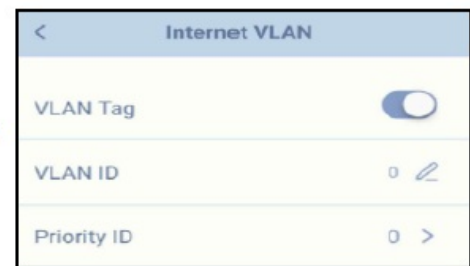 < Internet VLAN
VLAN Tag
VLAN ID 0
Priority ID 0 >